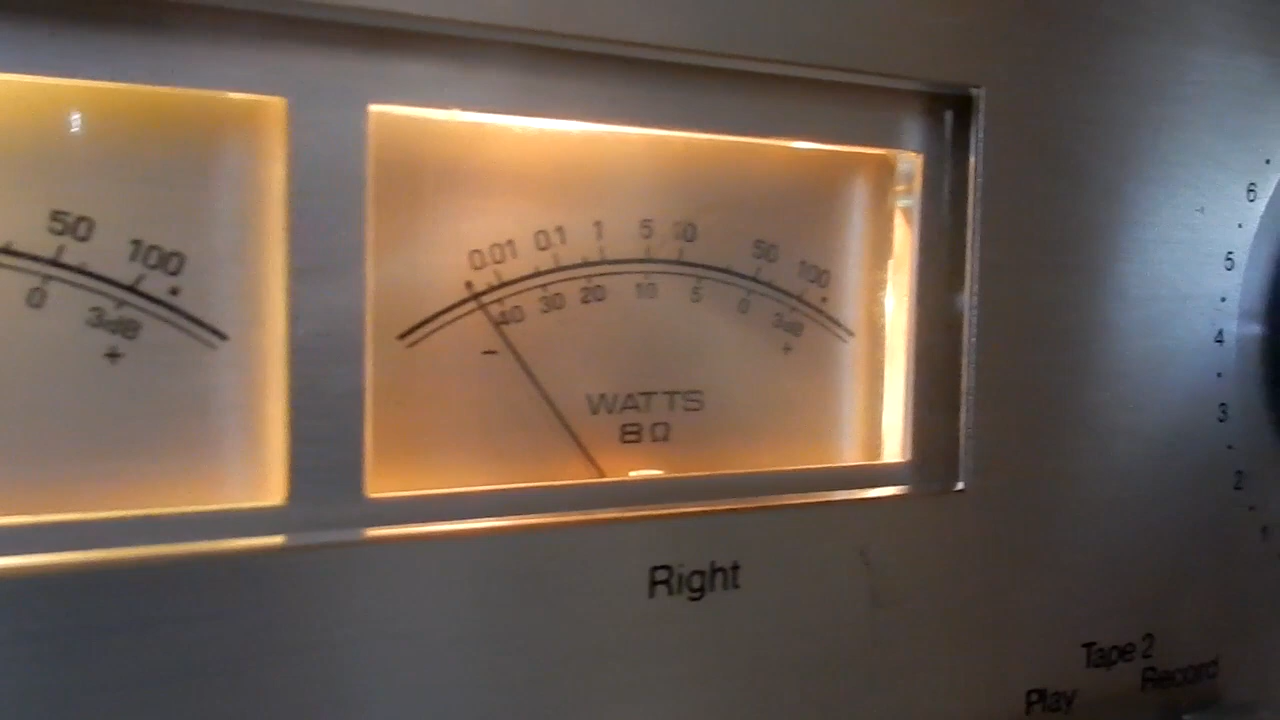 50 100
0 3dB
+
0.01 0.1 1 5 10 50 100
40 30 20 10 5 0 3dB
- +
WATTS
8Ω
Right
6
5
4
3
2
1
Tape 2
Play Record